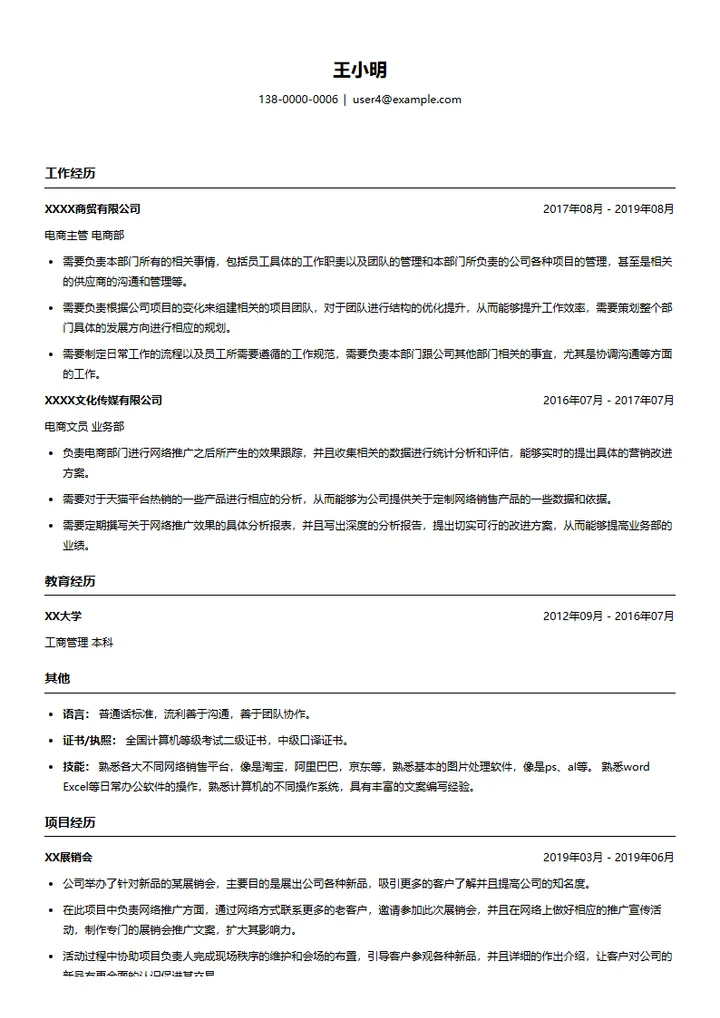 王小明
138-0000-0006 | user4@example.com
工作经历
XXXX商贸有限公司 2017年08月 - 2019年08月
电商主管 电商部
• 需要负责本部门所有的相关事情，包括员工具体的工作职责以及团队的管理和本部门所负责的公司各种项目的管理，甚至是相关
的供应商的沟通和管理等。
• 需要负责根据公司项目的变化来组建相关的项目团队，对于团队进行结构的优化提升，从而能够提升工作效率，需要策划整个部
门具体的发展方向进行相应的规划。
• 需要制定日常工作的流程以及员工所需要遵循的工作规范，需要负责本部门跟公司其他部门相关的事宜，尤其是协调沟通等方面
的工作。
XXXX文化传媒有限公司 2016年07月 - 2017年07月
电商文员 业务部
• 负责电商部门进行网络推广之后所产生的效果跟踪，并且收集相关的数据进行统计分析和评估，能够实时的提出具体的营销改进
方案。
• 需要对于天猫平台热销的一些产品进行相应的分析，从而能够为公司提供关于定制网络销售产品的一些数据和依据。
• 需要定期撰写关于网络推广效果的具体分析报表，并且写出深度的分析报告，提出切实可行的改进方案，从而能够提高业务部的
业绩。
教育经历
XX大学 2012年09月 - 2016年07月
工商管理 本科
其他
• 语言： 普通话标准，流利善于沟通，善于团队协作。
• 证书/执照： 全国计算机等级考试二级证书，中级口译证书。
• 技能： 熟悉各大不同网络销售平台，像是淘宝，阿里巴巴，京东等，熟悉基本的图片处理软件，像是ps、ai等。 熟悉word
Excel等日常办公软件的操作，熟悉计算机的不同操作系统，具有丰富的文案编写经验。
项目经历
XX展销会 2019年03月 - 2019年06月
• 公司举办了针对新品的某展销会，主要目的是展出公司各种新品，吸引更多的客户了解并且提高公司的知名度。
• 在此项目中负责网络推广方面，通过网络方式联系更多的老客户，邀请参加此次展销会，并且在网络上做好相应的推广宣传活
动，制作专门的展销会推广文案，扩大其影响力。
• 活动过程中协助项目负责人完成现场秩序的维护和会场的布置，引导客户参观各种新品，并且详细的作出介绍，让客户对公司的
新品有更全面的认识促进其交易